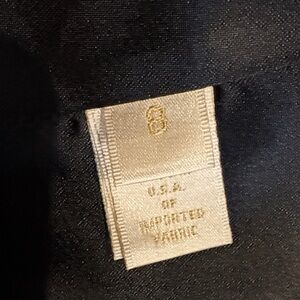 8
U.S.A.
OF
IMPORTED
FABRIC